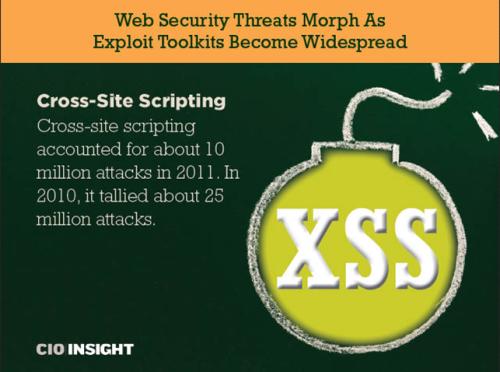 Web Security Threats Morph As
Exploit Toolkits Become Widespread
Cross-Site Scripting
Cross-site scripting
accounted for about 10
million attacks in 2011. In
2010, it tallied about 25
million attacks.
XSS
CIO INSIGHT